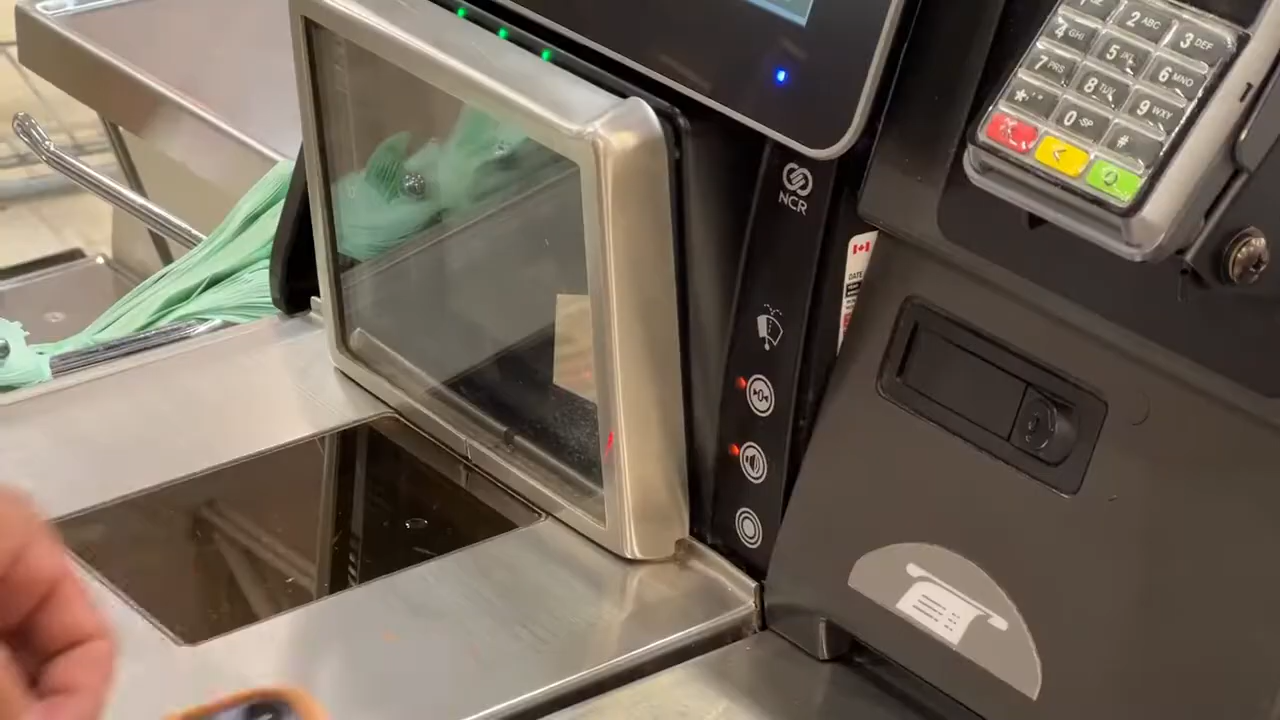 2 ABC
3 DEF
4 GHI
5 JKL
6 MNO
7 PRS
8 TUV
9 WXY
*
0 -SP
#
<
O
NCR
DATE
>0<